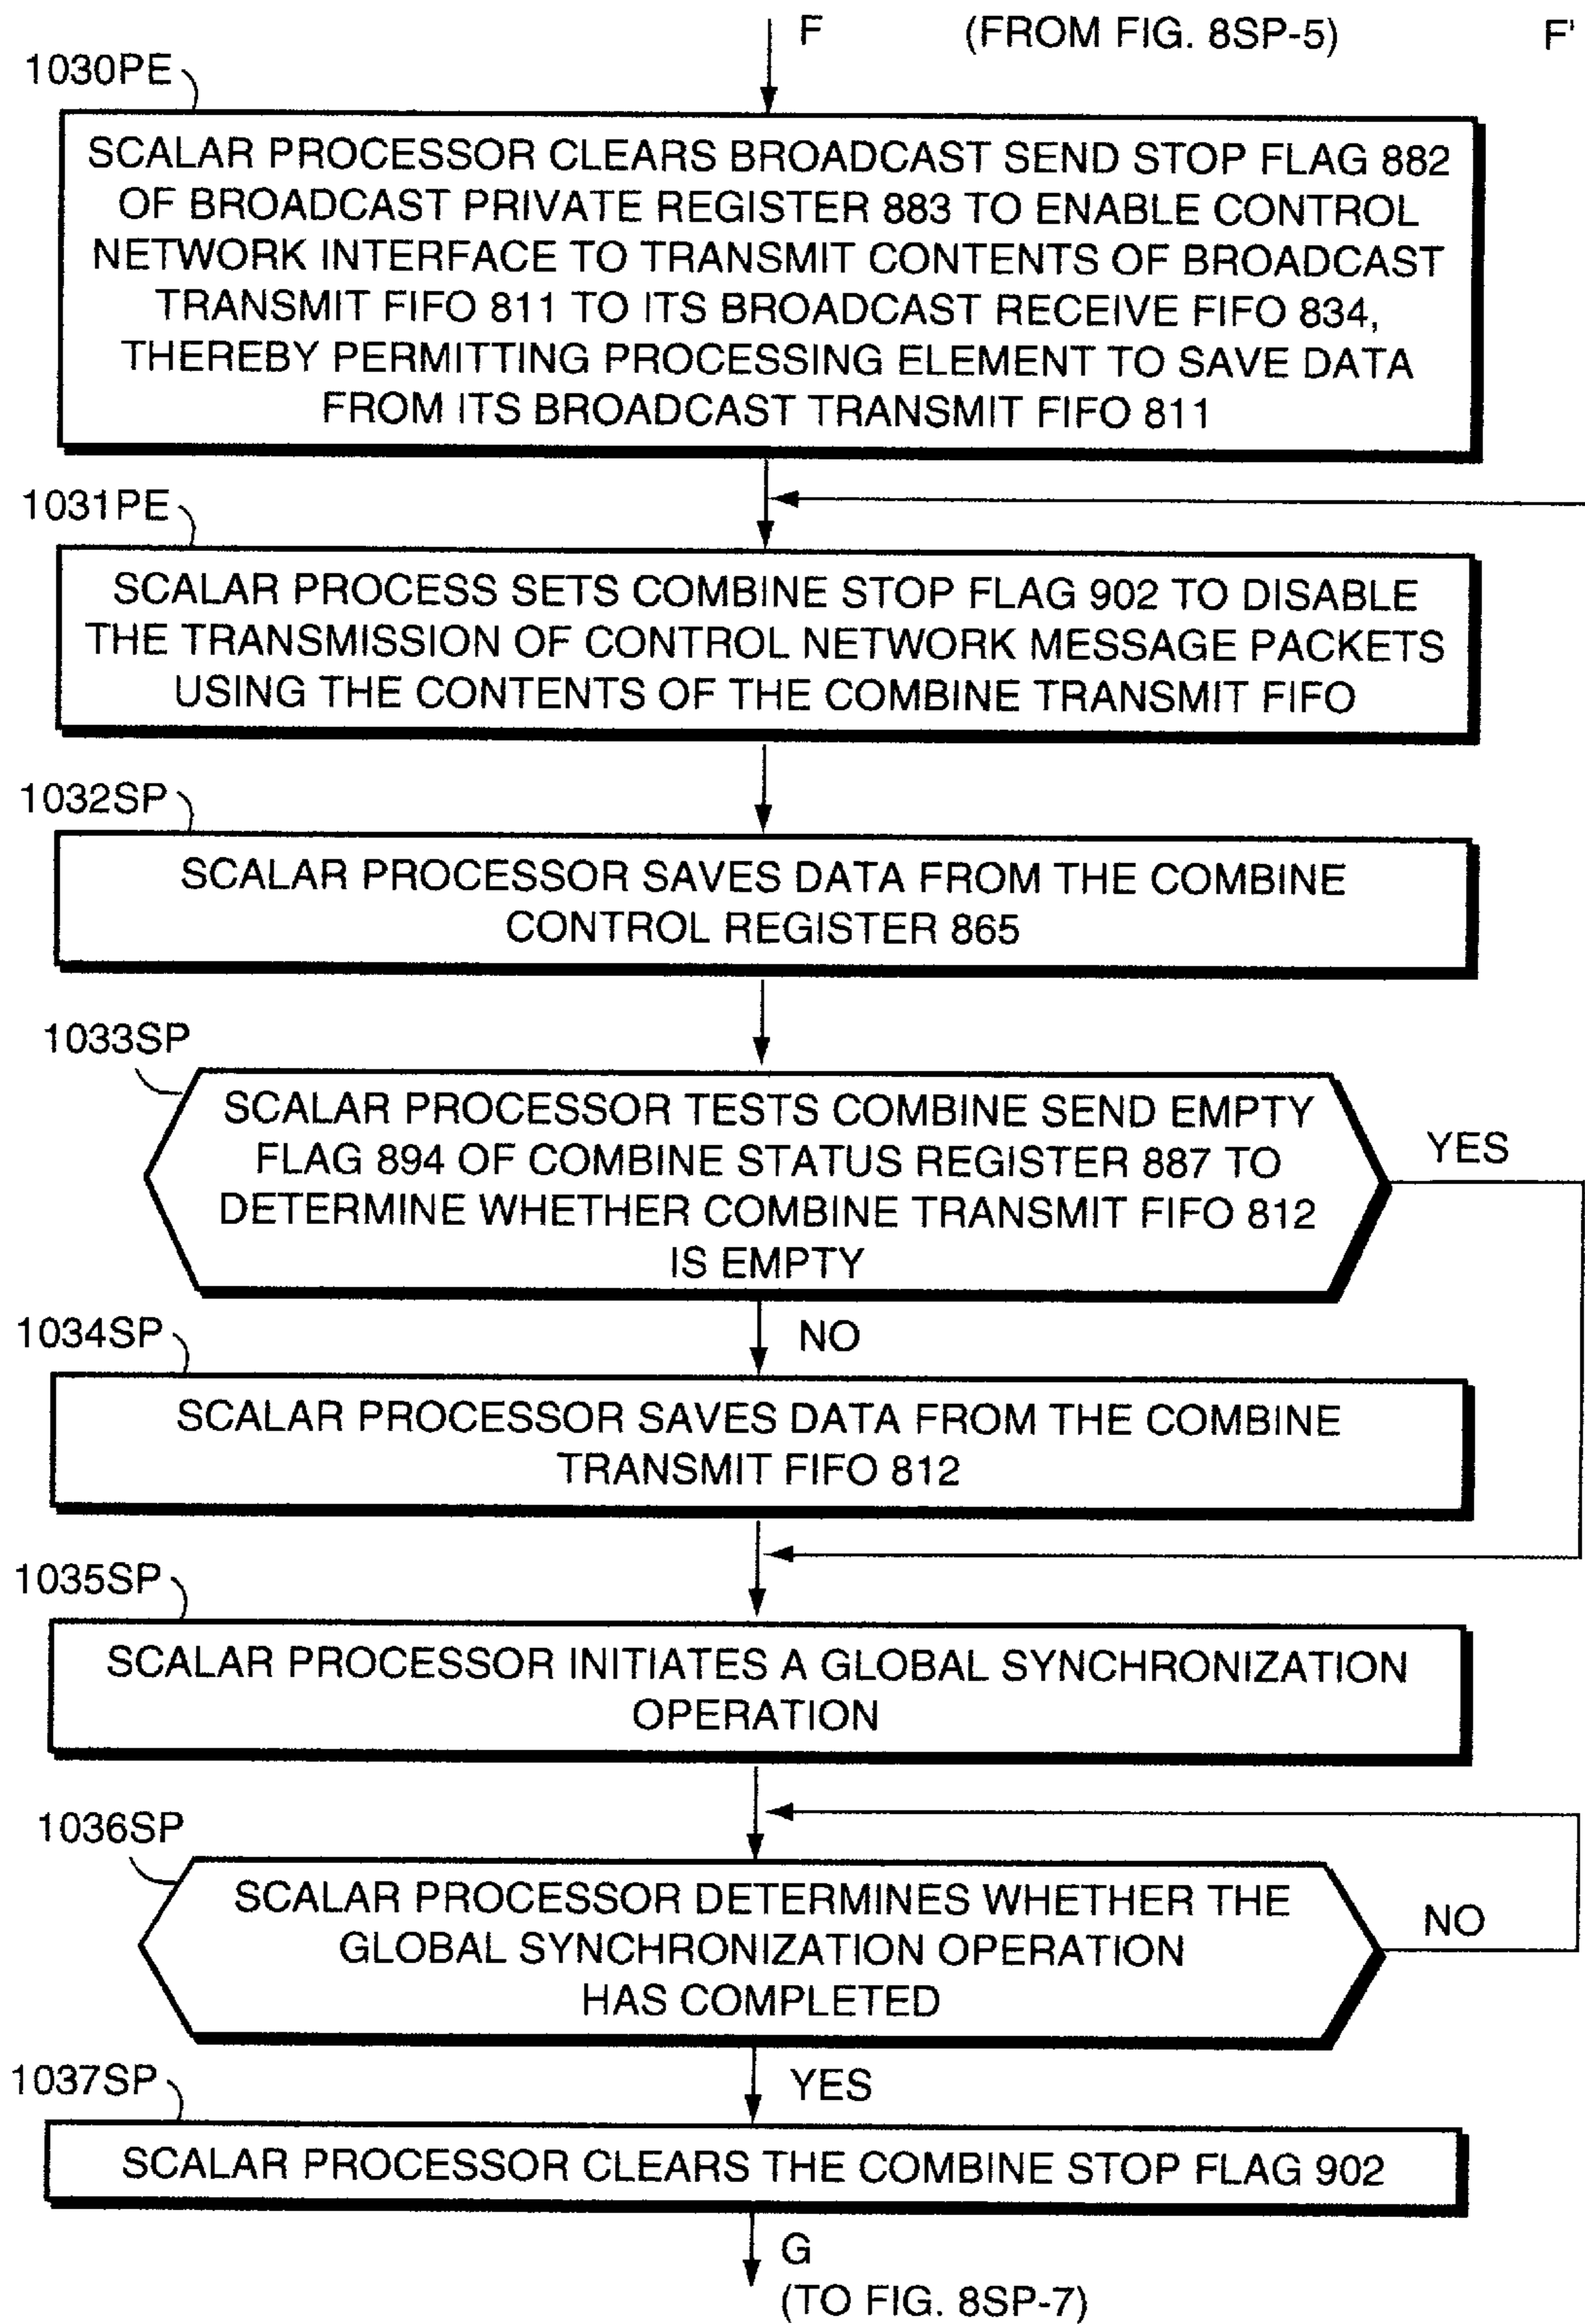 F (FROM FIG. 8SP-5) F'
1030PE
SCALAR PROCESSOR CLEARS BROADCAST SEND STOP FLAG 882
OF BROADCAST PRIVATE REGISTER 883 TO ENABLE CONTROL
NETWORK INTERFACE TO TRANSMIT CONTENTS OF BROADCAST
TRANSMIT FIFO 811 TO ITS BROADCAST RECEIVE FIFO 834,
THEREBY PERMITTING PROCESSING ELEMENT TO SAVE DATA
FROM ITS BROADCAST TRANSMIT FIFO 811
1031PE
SCALAR PROCESS SETS COMBINE STOP FLAG 902 TO DISABLE
THE TRANSMISSION OF CONTROL NETWORK MESSAGE PACKETS
USING THE CONTENTS OF THE COMBINE TRANSMIT FIFO
1032SP
SCALAR PROCESSOR SAVES DATA FROM THE COMBINE
CONTROL REGISTER 865
1033SP
SCALAR PROCESSOR TESTS COMBINE SEND EMPTY
FLAG 894 OF COMBINE STATUS REGISTER 887 TO
DETERMINE WHETHER COMBINE TRANSMIT FIFO 812
IS EMPTY
YES
NO
1034SP
SCALAR PROCESSOR SAVES DATA FROM THE COMBINE
TRANSMIT FIFO 812
1035SP
SCALAR PROCESSOR INITIATES A GLOBAL SYNCHRONIZATION
OPERATION
1036SP
SCALAR PROCESSOR DETERMINES WHETHER THE
GLOBAL SYNCHRONIZATION OPERATION
HAS COMPLETED
NO
YES
1037SP
SCALAR PROCESSOR CLEARS THE COMBINE STOP FLAG 902
G
(TO FIG. 8SP-7)